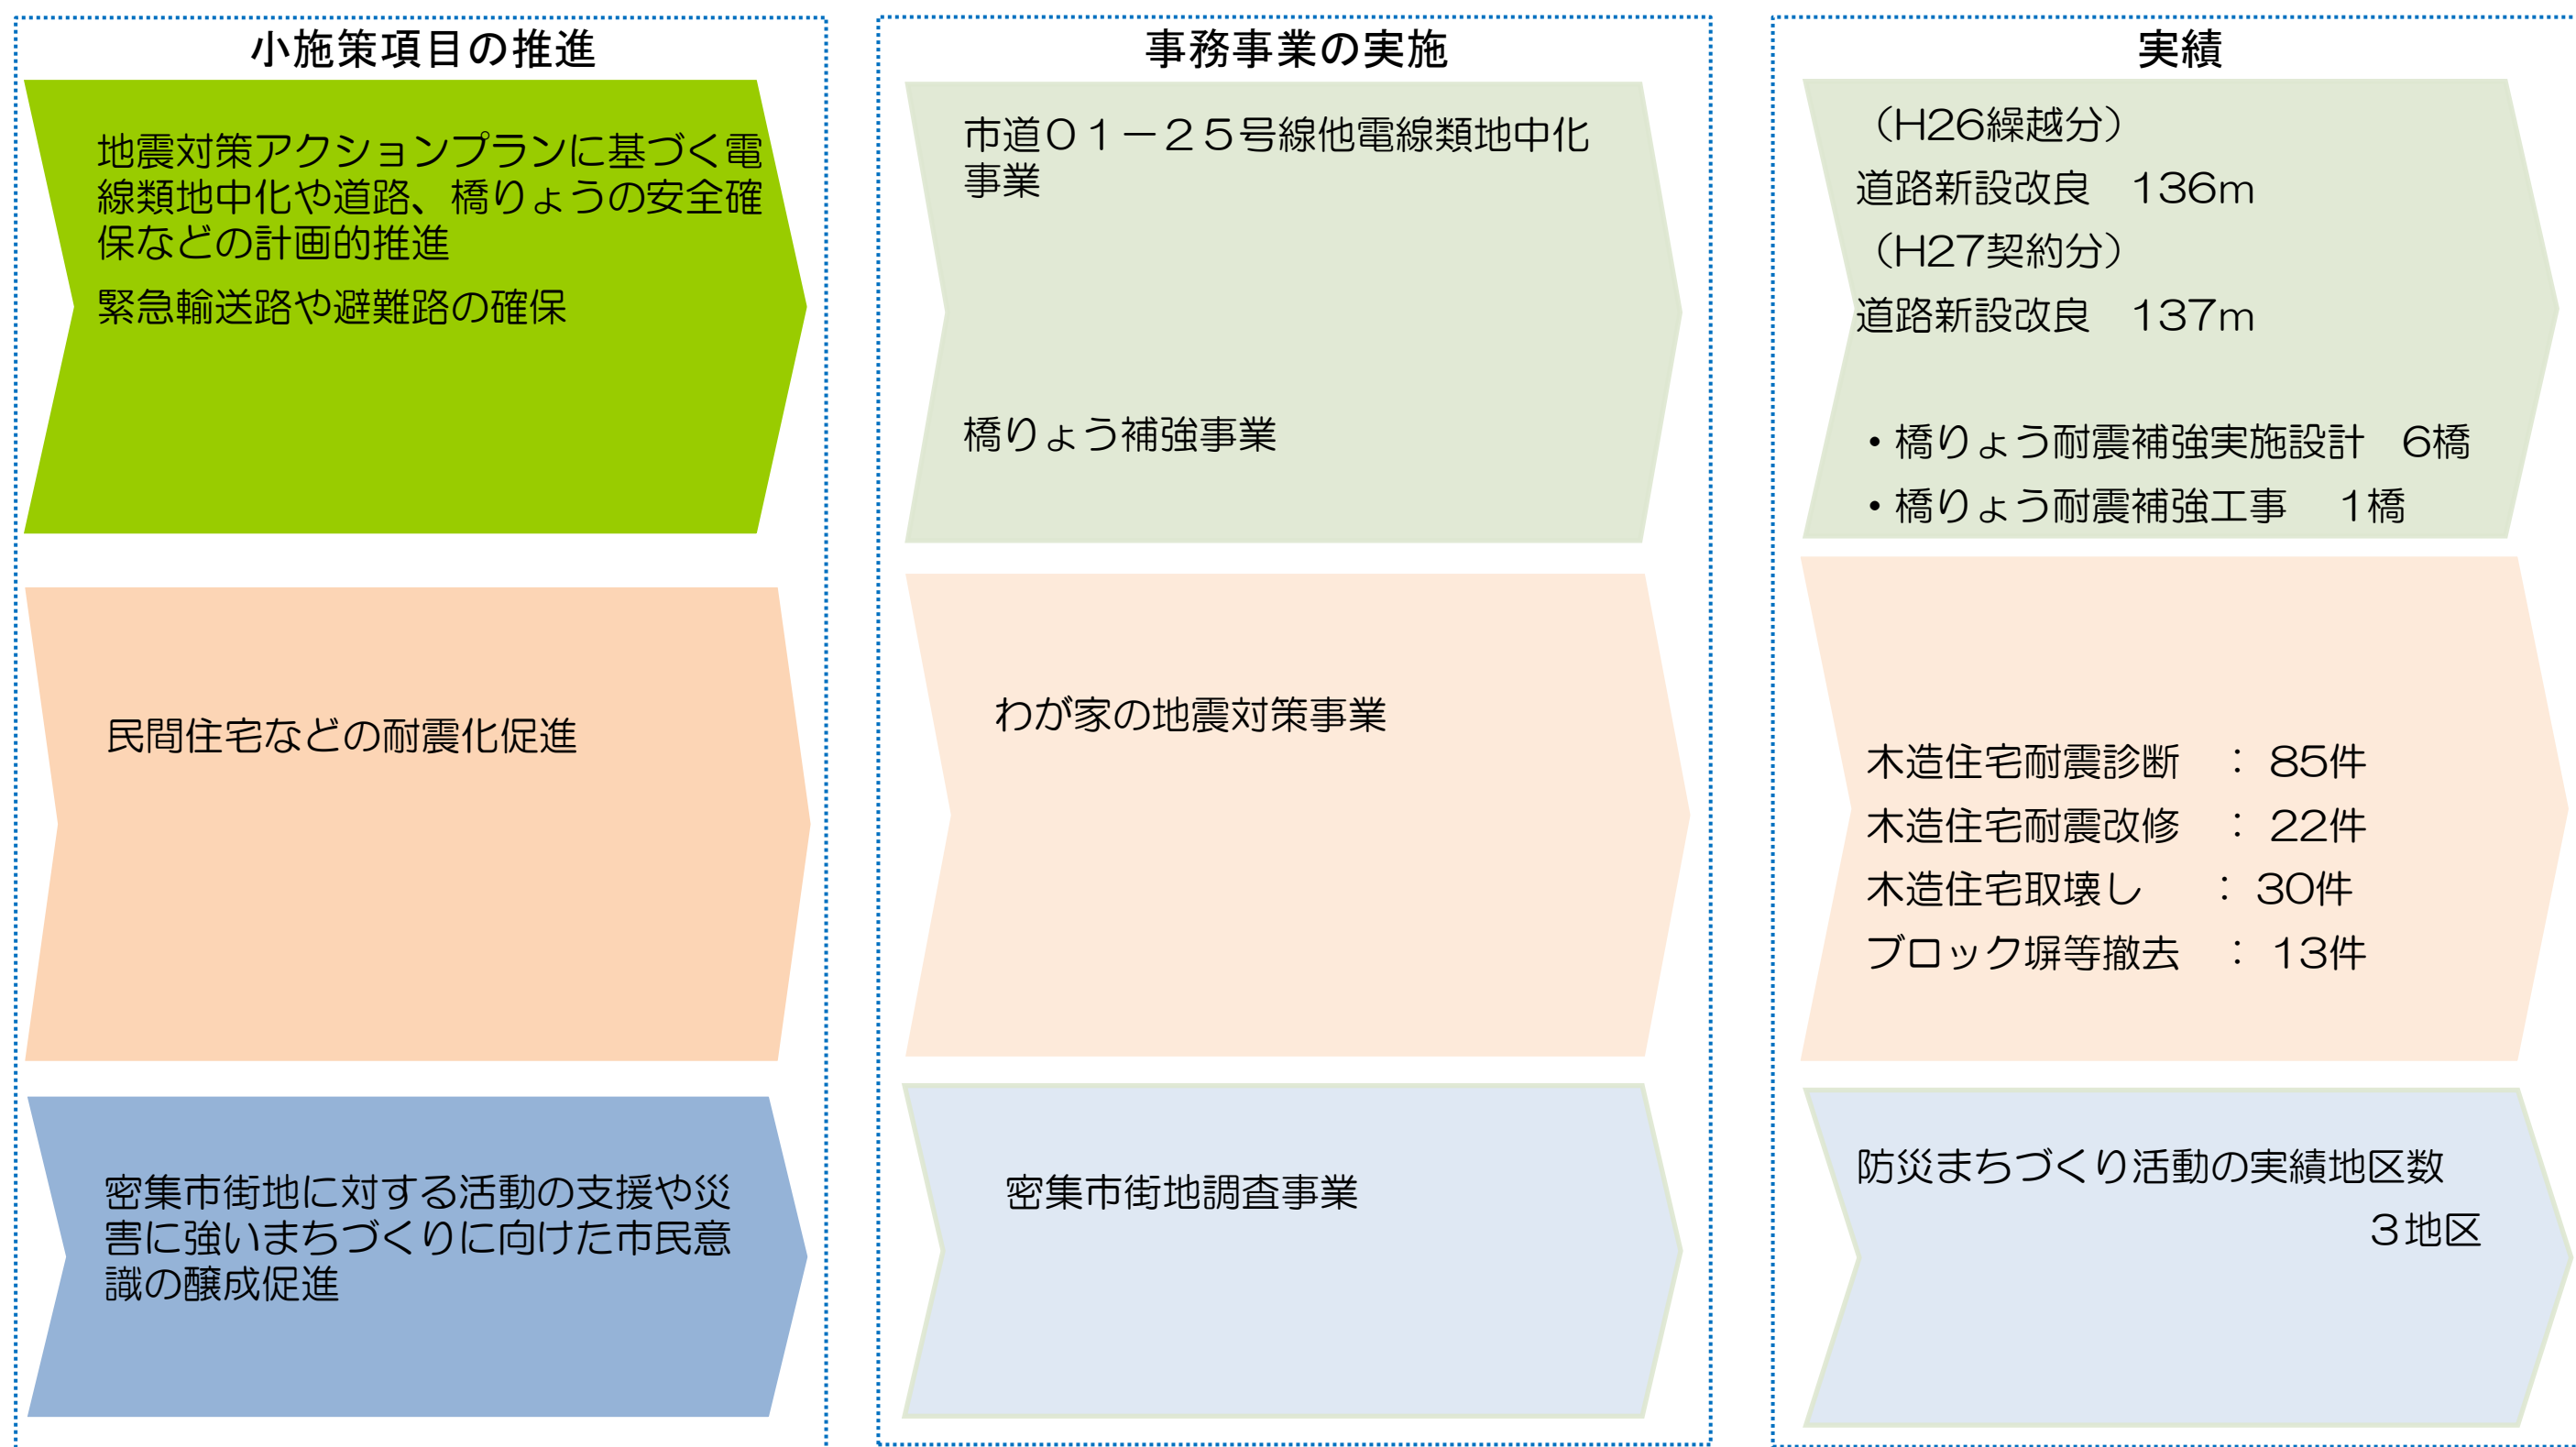 小施策項目の推進
地震対策アクションプランに基づく電
線類地中化や道路、橋りょうの安全確
保などの計画的推進
緊急輸送路や避難路の確保
民間住宅などの耐震化促進
密集市街地に対する活動の支援や災
害に強いまちづくりに向けた市民意
識の醸成促進
事務事業の実施
市道０１－２５号線他電線類地中化
事業
橋りょう補強事業
わが家の地震対策事業
密集市街地調査事業
実績
（H26繰越分）
道路新設改良　136m
（H27契約分）
道路新設改良　137m
・橋りょう耐震補強実施設計　6橋
・橋りょう耐震補強工事　 1橋
木造住宅耐震診断　： 85件
木造住宅耐震改修　： 22件
木造住宅取壊し　　： 30件
ブロック塀等撤去　： 13件
防災まちづくり活動の実績地区数
３地区